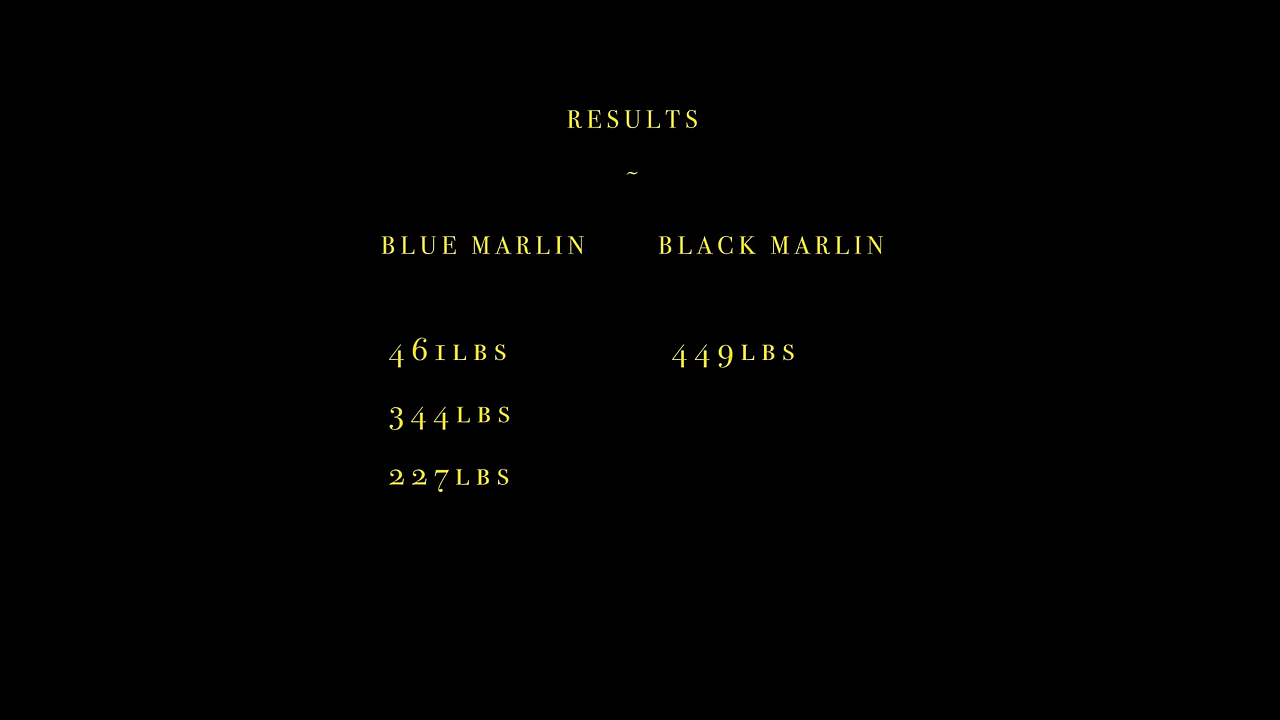 RESULTS
~
BLUE MARLIN BLACK MARLIN
461LBS 449LBS
344LBS
227LBS